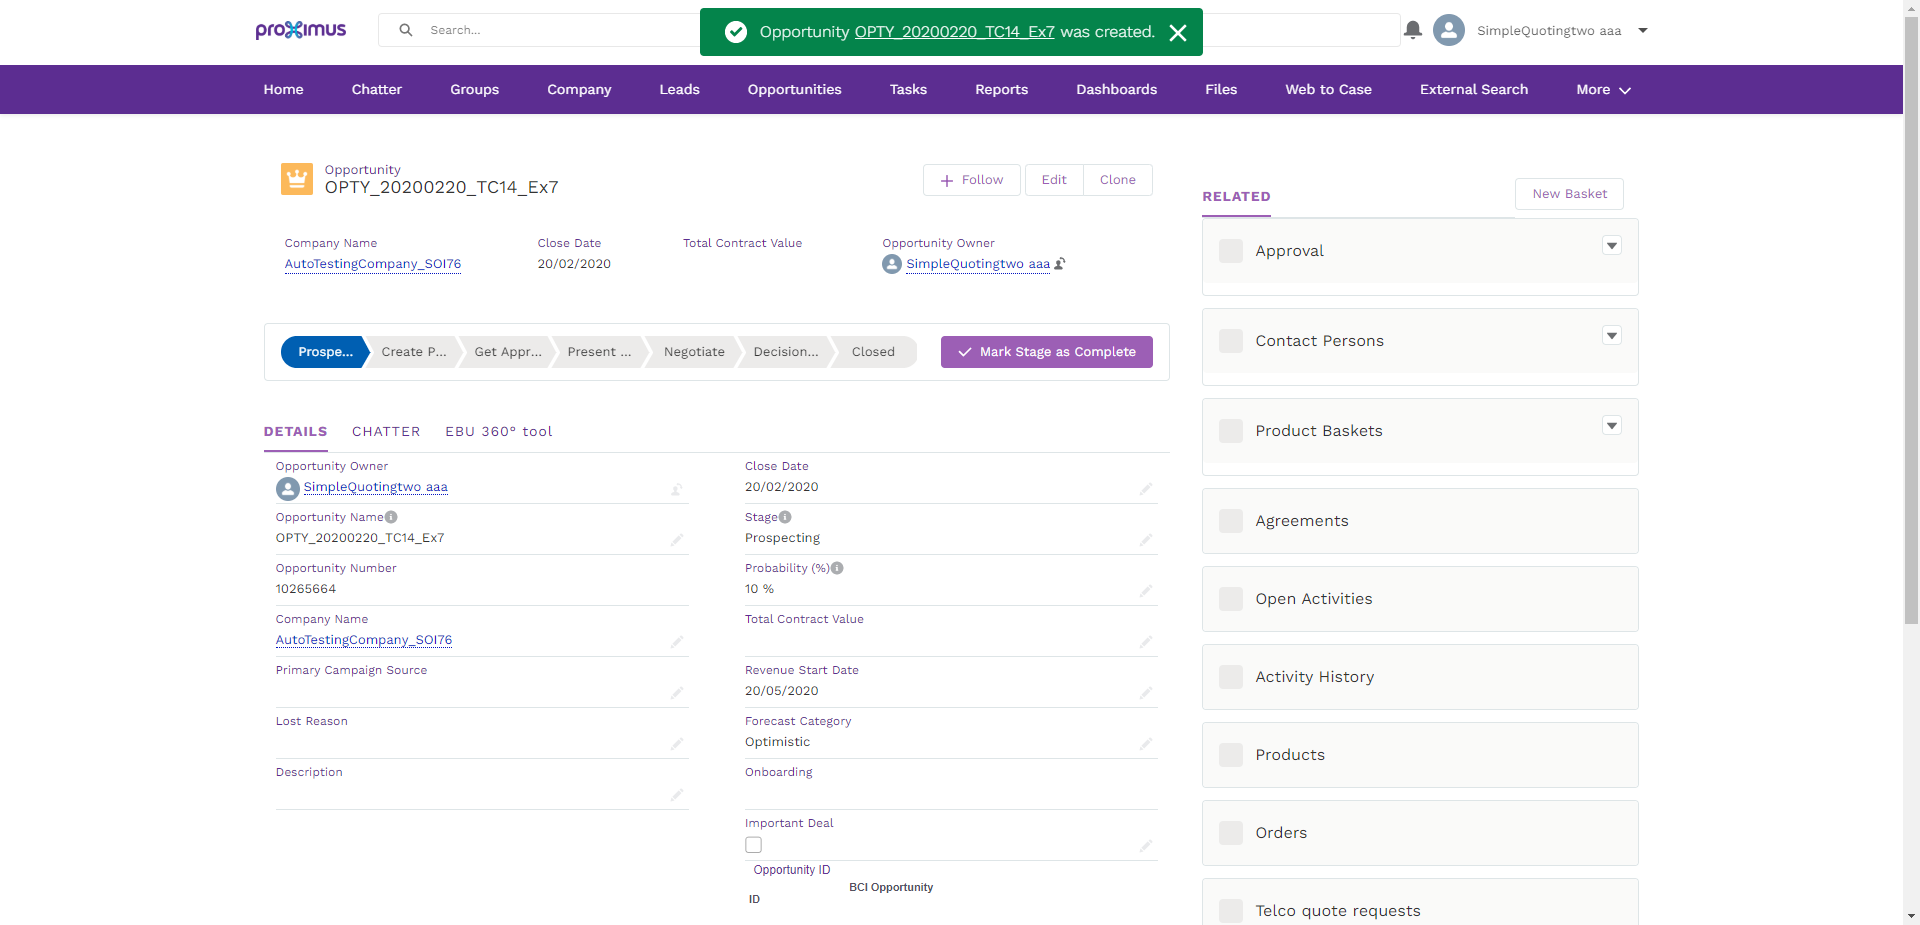 proximus
Search...
Opportunity OPTY_20200220_TC14_Ex7 was created.
SimpleQuotingtwo aaa
Home Chatter Groups Company Leads Opportunities Tasks Reports Dashboards Files Web to Case External Search More
Opportunity
OPTY_20200220_TC14_Ex7
Follow Edit Clone
Company Name Close Date Total Contract Value Opportunity Owner
AutoTestingCompany_SOI76 20/02/2020 SimpleQuotingtwo aaa
Prospe... Create P... Get Appr... Present ... Negotiate Decision... Closed Mark Stage as Complete
DETAILS CHATTER EBU 360° tool
Opportunity Owner
SimpleQuotingtwo aaa
Opportunity Name
OPTY_20200220_TC14_Ex7
Opportunity Number
10265664
Company Name
AutoTestingCompany_SOI76
Primary Campaign Source
Lost Reason
Description
Close Date
20/02/2020
Stage
Prospecting
Probability (%)
10 %
Total Contract Value
Revenue Start Date
20/05/2020
Forecast Category
Optimistic
Onboarding
Important Deal
Opportunity ID
BCI Opportunity
ID
RELATED New Basket
Approval
Contact Persons
Product Baskets
Agreements
Open Activities
Activity History
Products
Orders
Telco quote requests